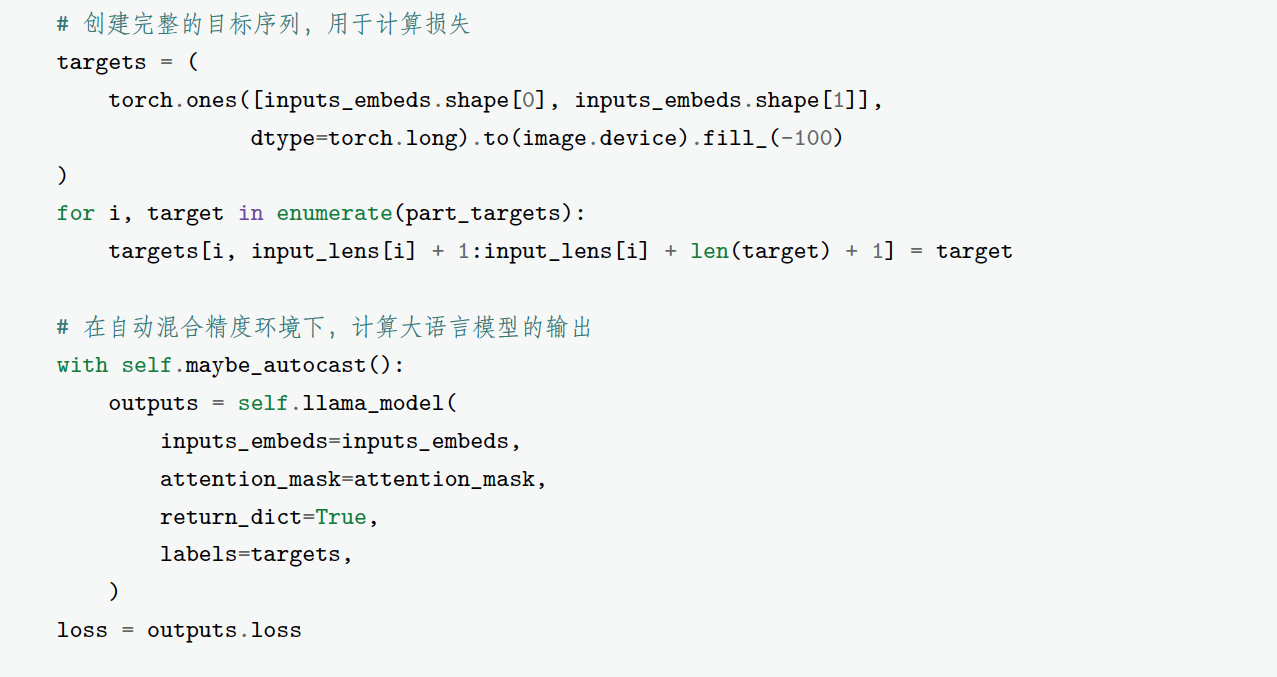 # 创建完整的目标序列，用于计算损失
targets = (
    torch.ones([inputs_embeds.shape[0], inputs_embeds.shape[1]],
               dtype=torch.long).to(image.device).fill_(-100)
)
for i, target in enumerate(part_targets):
    targets[i, input_lens[i] + 1:input_lens[i] + len(target) + 1] = target

# 在自动混合精度环境下，计算大语言模型的输出
with self.maybe_autocast():
    outputs = self.llama_model(
        inputs_embeds=inputs_embeds,
        attention_mask=attention_mask,
        return_dict=True,
        labels=targets,
    )
loss = outputs.loss